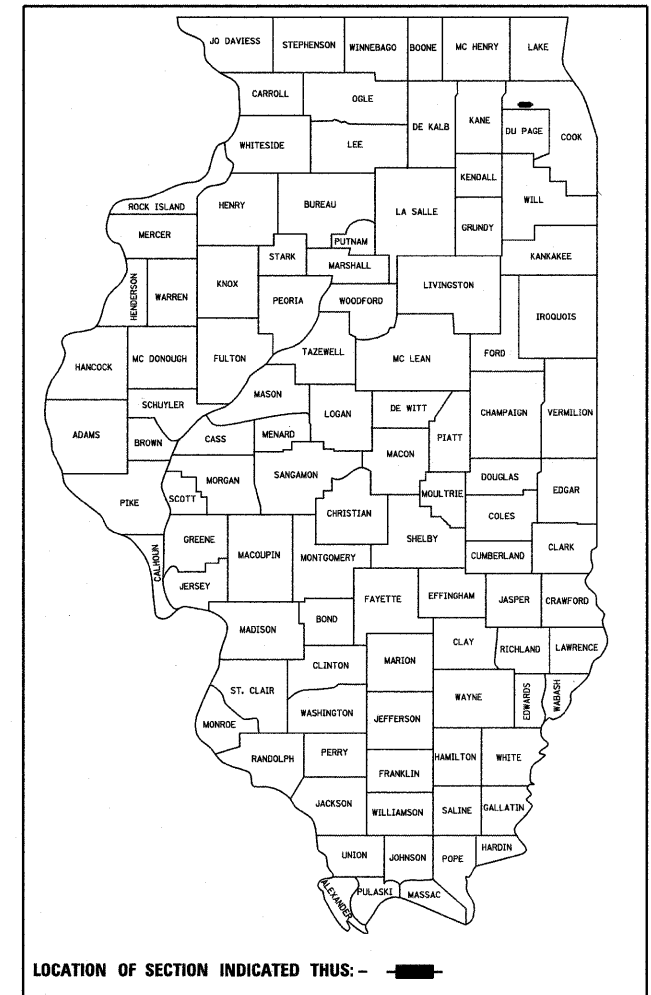 JO DAVIESS STEPHENSON WINNEBAGO BOONE MC HENRY LAKE
CARROLL OGLE DE KALB KANE DU PAGE COOK
WHITESIDE LEE
KENDALL WILL
ROCK ISLAND HENRY BUREAU LA SALLE
MERCER PUTNAM GRUNDY
STARK MARSHALL KANKAKEE
HENDERSON WARREN KNOX PEORIA WOODFORD LIVINGSTON IROQUOIS
HANCOCK MC DONOUGH FULTON TAZEWELL MC LEAN FORD
SCHUYLER MASON LOGAN DE WITT CHAMPAIGN VERMILION
ADAMS BROWN CASS MENARD MACON PIATT
PIKE SCOTT MORGAN SANGAMON MOULTRIE DOUGLAS EDGAR
CHRISTIAN COLES
CALHOUN GREENE MACOUPIN MONTGOMERY SHELBY CUMBERLAND CLARK
JERSEY FAYETTE EFFINGHAM JASPER CRAWFORD
MADISON BOND
CLINTON MARION CLAY RICHLAND LAWRENCE
ST. CLAIR WAYNE EDWARDS WABASH
MONROE WASHINGTON JEFFERSON
RANDOLPH PERRY HAMILTON WHITE
FRANKLIN
JACKSON WILLIAMSON SALINE GALLATIN
UNION JOHNSON POPE HARDIN
ALEXANDER PULASKI MASSAC
LOCATION OF SECTION INDICATED THUS: –